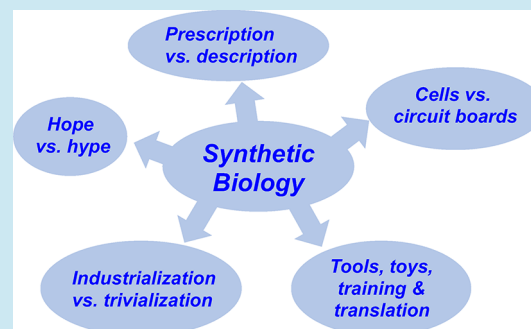 Prescription
vs. description
Cells vs.
circuit boards
Hope
vs. hype
Synthetic
Biology
Industrialization
vs. trivialization
Tools, toys,
training &
translation